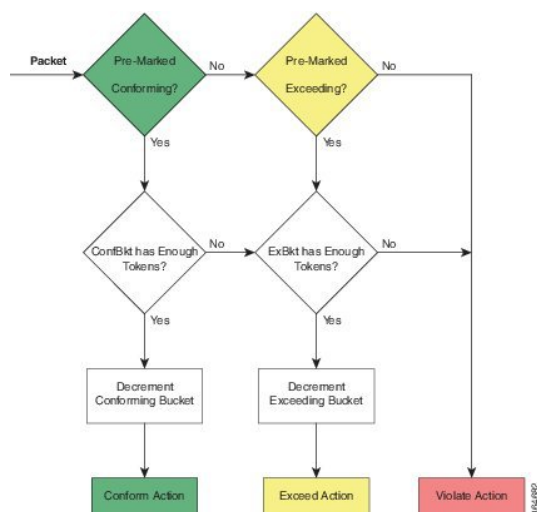 Packet
Pre-Marked
Conforming?
No
Pre-Marked
Exceeding?
No
Yes
Yes
ConfBkt has Enough
Tokens?
No
ExBkt has Enough
Tokens?
No
Yes
Yes
Decrement
Conforming Bucket
Decrement
Exceeding Bucket
Conform Action
Exceed Action
Violate Action